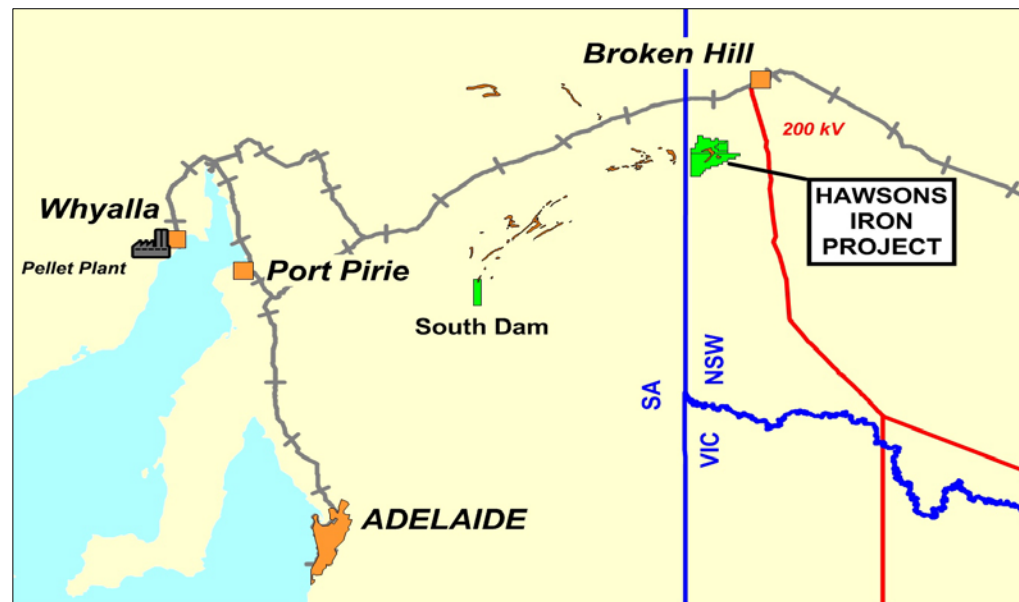 Broken Hill
200 kV
HAWSONS
IRON
PROJECT
Whyalla
Pellet Plant
Port Pirie
South Dam
SA
NSW
VIC
ADELAIDE